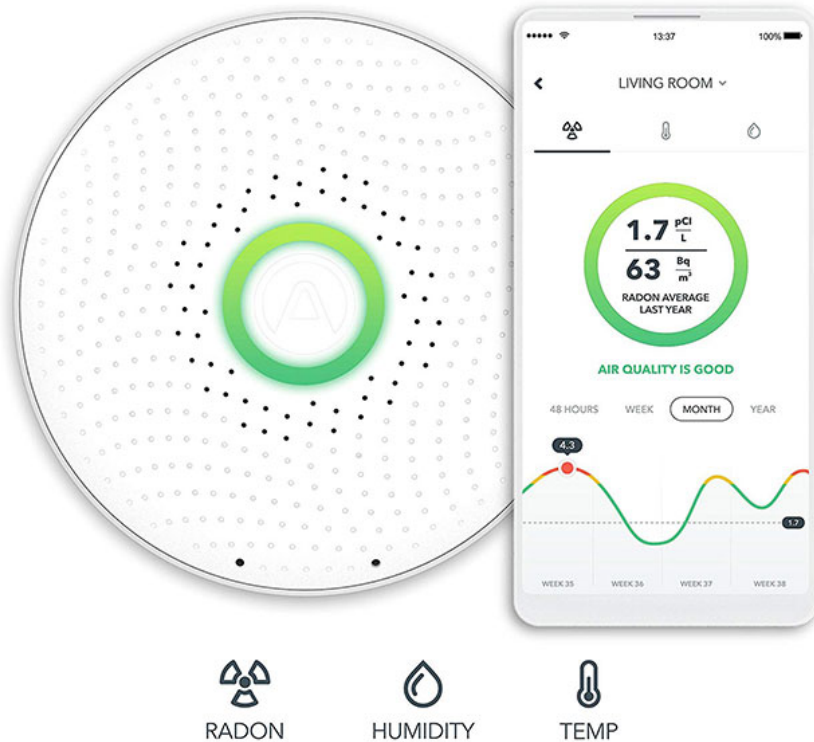 13:37
100%
LIVING ROOM
1.7 pCI
L
63 Bq
m³
RADON AVERAGE
LAST YEAR
AIR QUALITY IS GOOD
48 HOURS WEEK MONTH YEAR
4.3
1.7
WEEK 35 WEEK 36 WEEK 37 WEEK 38
RADON HUMIDITY TEMP